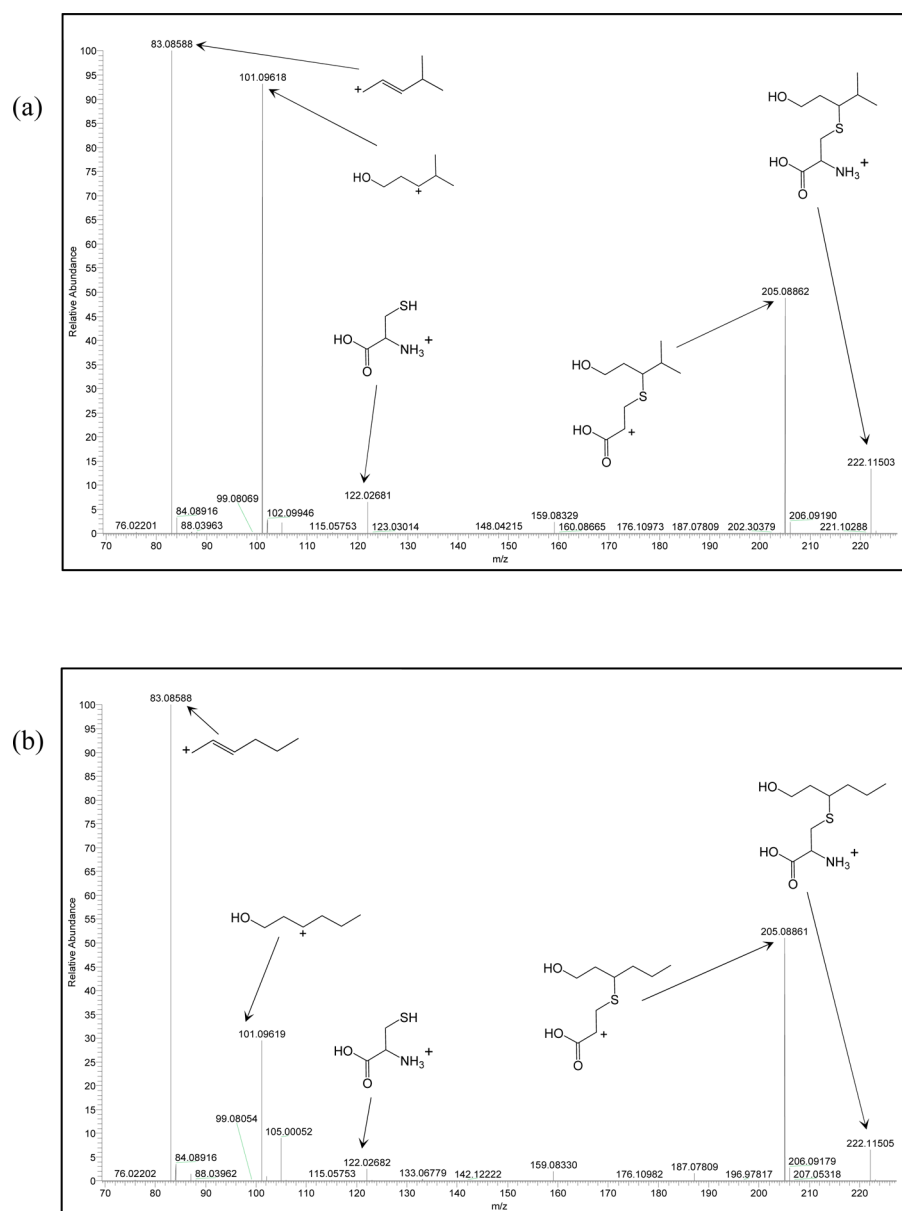 (a)
Relative Abundance
100
95
90
85
80
75
70
65
60
55
50
45
40
35
30
25
20
15
10
5
0
83.08588
+
101.09618
HO
+
SH
HO
NH3
+
O
HO
S
HO
NH3
+
O
205.08862
HO
S
HO
+
O
222.11503
76.02201
84.08916
88.03963
99.08069
102.09946
115.05753
122.02681
123.03014
148.04215
159.08329
160.08665
176.10973
187.07809
202.30379
206.09190
221.10288
70 80 90 100 110 120 130 140 150 160 170 180 190 200 210 220
m/z
(b)
Relative Abundance
100
95
90
85
80
75
70
65
60
55
50
45
40
35
30
25
20
15
10
5
0
83.08588
+
HO
+
101.09619
SH
HO
NH3
+
O
HO
S
HO
NH3
+
O
205.08861
HO
S
HO
+
O
222.11505
76.02202
84.08916
88.03962
99.08054
105.00052
115.05753
122.02682
133.06779
142.12222
159.08330
176.10982
187.07809
196.97817
206.09179
207.05318
70 80 90 100 110 120 130 140 150 160 170 180 190 200 210 220
m/z